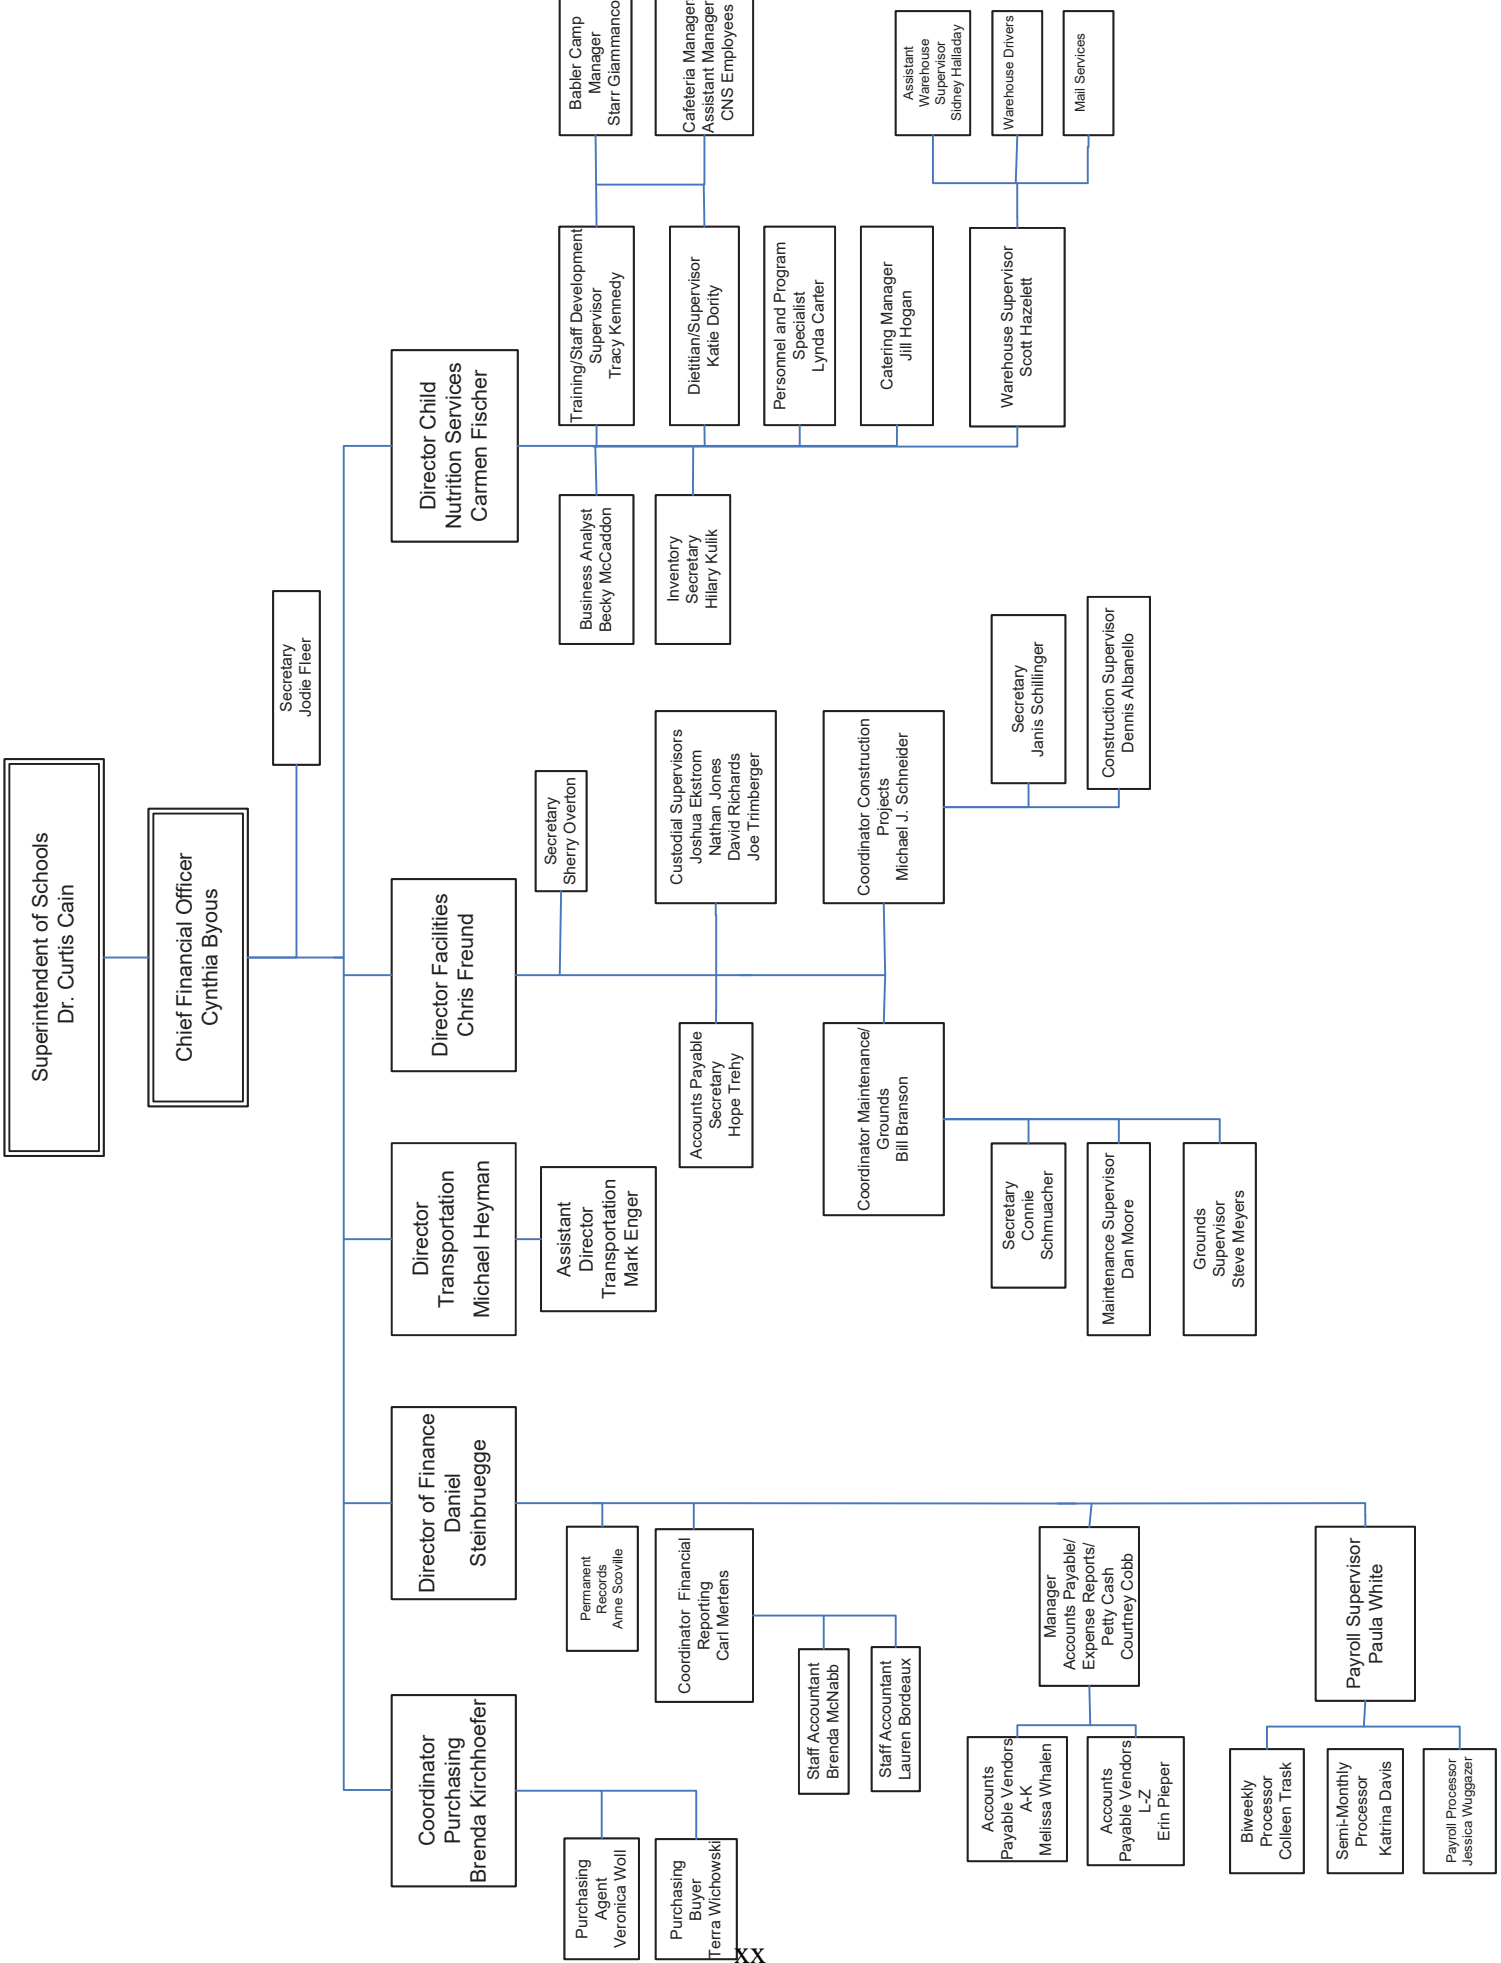 Superintendent of Schools
Dr. Curtis Cain
Chief Financial Officer
Cynthia Byous
Secretary
Jodie Fleer
Coordinator
Purchasing
Brenda Kirchhoefer
Director of Finance
Daniel
Steinbruegge
Director
Transportation
Michael Heyman
Director Facilities
Chris Freund
Director Child
Nutrition Services
Carmen Fischer
Purchasing
Agent
Veronica Woll
Purchasing
Buyer
Terra Wichowski
Permanent
Records
Anne Scoville
Coordinator Financial
Reporting
Carl Mertens
Staff Accountant
Brenda McNabb
Staff Accountant
Lauren Bordeaux
Manager
Accounts Payable/
Expense Reports/
Petty Cash
Courtney Cobb
Accounts
Payable Vendors
A-K
Melissa Whalen
Accounts
Payable Vendors
L-Z
Erin Pieper
Payroll Supervisor
Paula White
Biweekly
Processor
Colleen Trask
Semi-Monthly
Processor
Katrina Davis
Payroll Processor
Jessica Wuggazer
Assistant
Director
Transportation
Mark Enger
Secretary
Sherry Overton
Accounts Payable
Secretary
Hope Trehy
Custodial Supervisors
Joshua Ekstrom
Nathan Jones
David Richards
Joe Trimberger
Coordinator Maintenance/
Grounds
Bill Branson
Coordinator Construction
Projects
Michael J. Schneider
Secretary
Connie
Schmuacher
Maintenance Supervisor
Dan Moore
Grounds
Supervisor
Steve Meyers
Secretary
Janis Schillinger
Construction Supervisor
Dennis Albanello
Business Analyst
Becky McCaddon
Inventory
Secretary
Hilary Kulik
Training/Staff Development
Supervisor
Tracy Kennedy
Dietitian/Supervisor
Katie Dority
Personnel and Program
Specialist
Lynda Carter
Catering Manager
Jill Hogan
Warehouse Supervisor
Scott Hazelett
Babler Camp
Manager
Starr Giammanco
Cafeteria Manager
Assistant Manager
CNS Employees
Assistant
Warehouse
Supervisor
Sidney Halladay
Warehouse Drivers
Mail Services
xx